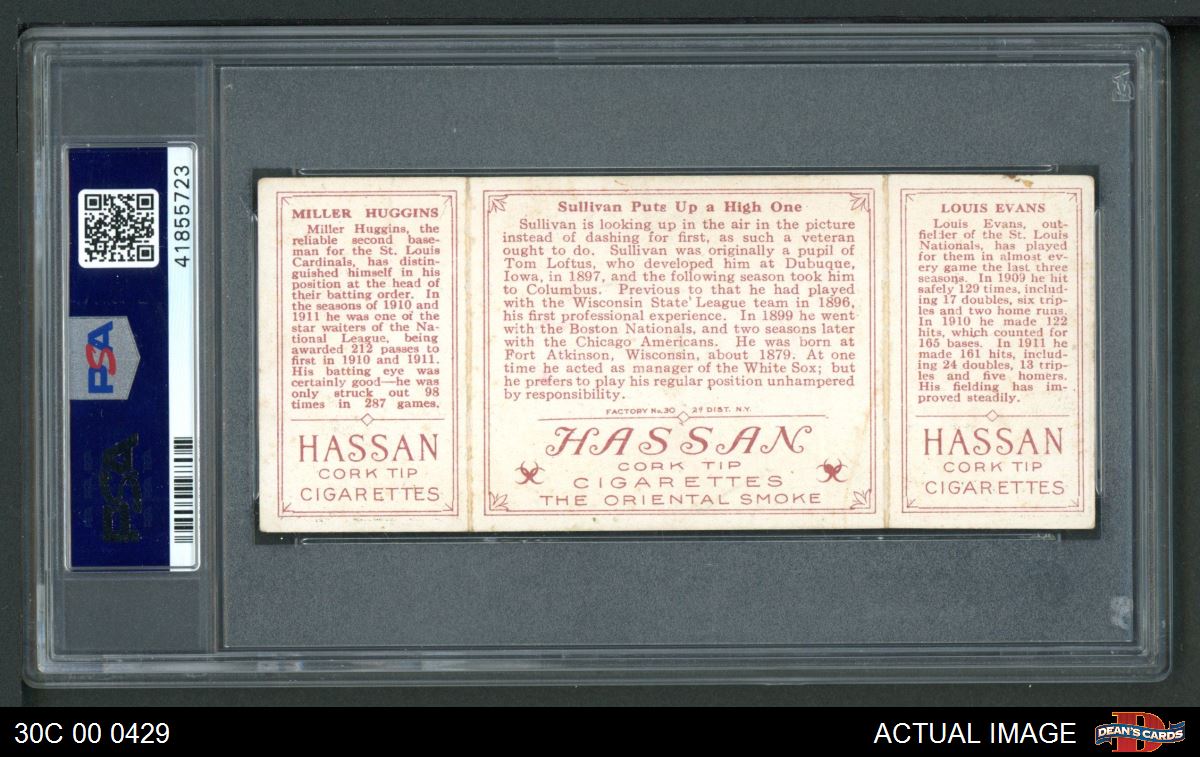 41855723
PSA
PSA
MILLER HUGGINS
Miller Huggins, the
reliable second base-
man for the St. Louis
Cardinals, has distin-
guished himself in his
position at the head of
their batting order. In
the seasons of 1910 and
1911 he was one of the
star waiters of the Na-
tional League, being
awarded 212 passes to
first in 1910 and 1911.
His batting eye was
certainly good—he was
only struck out 98
times in 287 games.
HASSAN
CORK TIP
CIGARETTES
Sullivan Puts Up a High One
Sullivan is looking up in the air in the picture
instead of dashing for first, as such a veteran
ought to do. Sullivan was originally a pupil of
Tom Loftus, who developed him at Dubuque,
Iowa, in 1897, and the following season took him
to Columbus. Previous to that he had played
with the Wisconsin State League team in 1896,
his first professional experience. In 1899 he went
with the Boston Nationals, and two seasons later
with the Chicago Americans. He was born at
Fort Atkinson, Wisconsin, about 1879. At one
time he acted as manager of the White Sox; but
he prefers to play his regular position unhampered
by responsibility.
FACTORY No.30 29 DIST. N.Y.
HASSAN
CORK TIP
CIGARETTES
THE ORIENTAL SMOKE
LOUIS EVANS
Louis Evans, out-
fielder of the St. Louis
Nationals, has played
for them in almost ev-
ery game the last three
seasons. In 1909 he hit
safely 129 times, includ-
ing 17 doubles, six trip-
les and two home runs.
In 1910 he made 122
hits, which counted for
165 bases. In 1911 he
made 161 hits, includ-
ing 24 doubles, 13 trip-
les and five homers.
His fielding has im-
proved steadily.
HASSAN
CORK TIP
CIGARETTES
30C 00 0429
ACTUAL IMAGE
DEAN'S CARDS